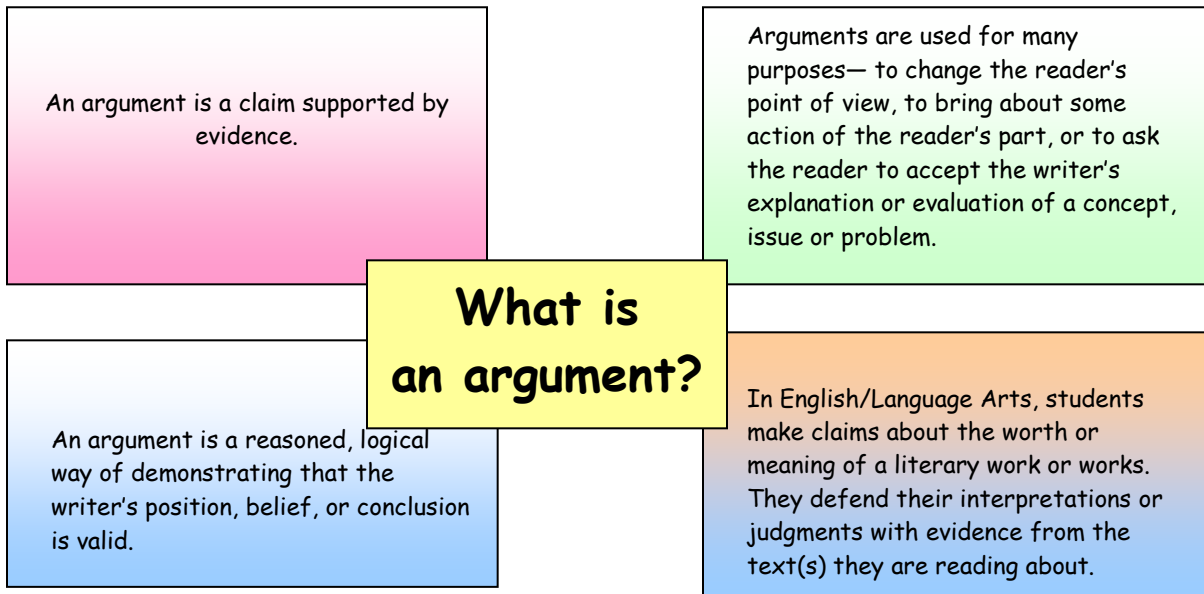 An argument is a claim supported by
evidence.
Arguments are used for many
purposes— to change the reader's
point of view, to bring about some
action of the reader's part, or to ask
the reader to accept the writer's
explanation or evaluation of a concept,
issue or problem.
What is
an argument?
An argument is a reasoned, logical
way of demonstrating that the
writer's position, belief, or conclusion
is valid.
In English/Language Arts, students
make claims about the worth or
meaning of a literary work or works.
They defend their interpretations or
judgments with evidence from the
text(s) they are reading about.